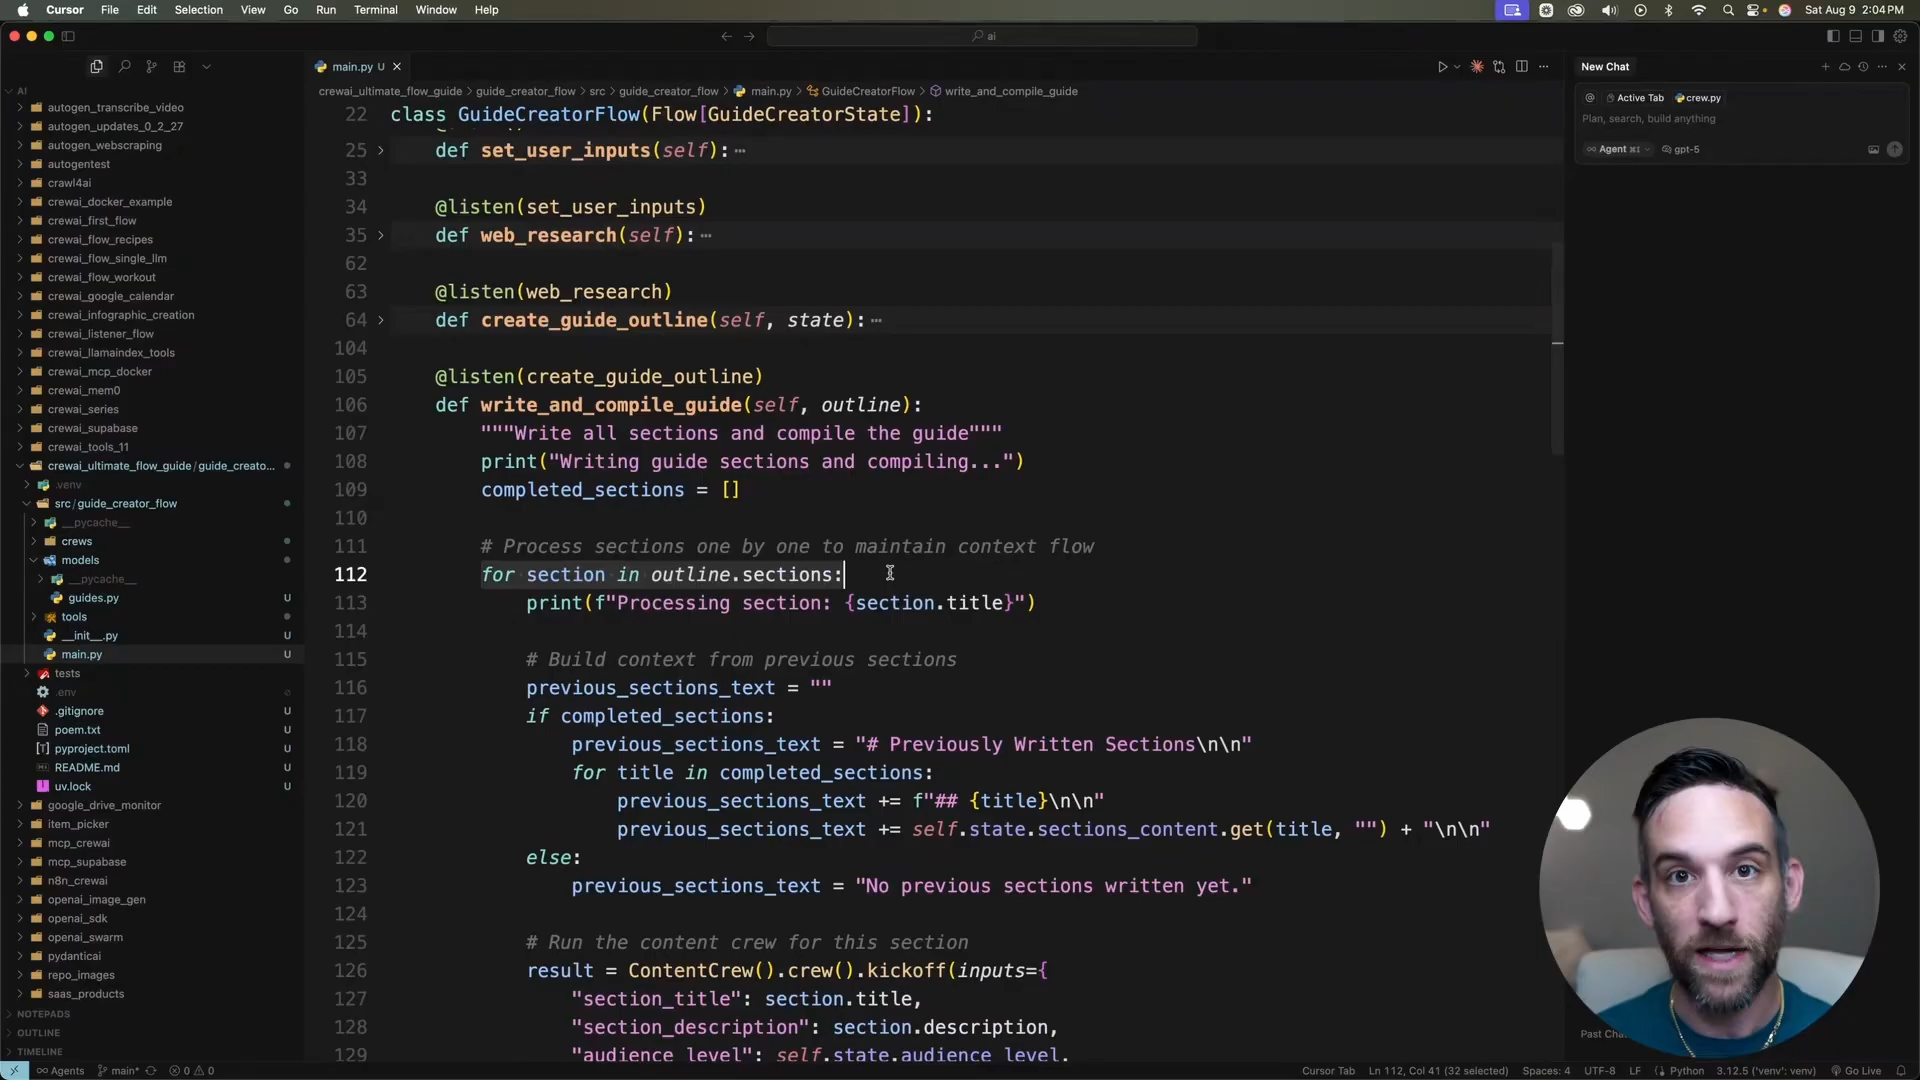 Cursor File Edit Selection View Go Run Terminal Window Help Sat Aug 9 2:04 PM
ai
main.py U
New Chat
crewai_ultimate_flow_guide > guide_creator_flow > src > guide_creator_flow > main.py > GuideCreatorFlow > write_and_compile_guide
AI
autogen_transcribe_video
autogen_updates_0_2_27
autogen_webscraping
autogentest
crawl4ai
crewai_docker_example
crewai_first_flow
crewai_flow_recipes
crewai_flow_single_llm
crewai_flow_workout
crewai_google_calendar
crewai_infographic_creation
crewai_listener_flow
crewai_llamaindex_tools
crewai_mcp_docker
crewai_mem0
crewai_series
crewai_supabase
crewai_tools_11
crewai_ultimate_flow_guide / guide_creato...
.venv
src / guide_creator_flow
__pycache__
crews
models
__pycache__
guides.py U
tools
__init__.py U
main.py U
tests
.env
.gitignore U
poem.txt U
pyproject.toml U
README.md U
uv.lock U
google_drive_monitor
item_picker
mcp_crewai
mcp_supabase
n8n_crewai
openai_image_gen
openai_sdk
openai_swarm
pydanticai
repo_images
saas_products
NOTEPADS
OUTLINE
TIMELINE
22 class GuideCreatorFlow(Flow[GuideCreatorState]):
25 def set_user_inputs(self): ...
33
34 @listen(set_user_inputs)
35 def web_research(self): ...
62
63 @listen(web_research)
64 def create_guide_outline(self, state): ...
104
105 @listen(create_guide_outline)
106 def write_and_compile_guide(self, outline):
107 """Write all sections and compile the guide"""
108 print("Writing guide sections and compiling...")
109 completed_sections = []
110
111 # Process sections one by one to maintain context flow
112 for section in outline.sections:
113 print(f"Processing section: {section.title}")
114
115 # Build context from previous sections
116 previous_sections_text = ""
117 if completed_sections:
118 previous_sections_text = "# Previously Written Sections\n\n"
119 for title in completed_sections:
120 previous_sections_text += f"## {title}\n\n"
121 previous_sections_text += self.state.sections_content.get(title, "") + "\n\n"
122 else:
123 previous_sections_text = "No previous sections written yet."
124
125 # Run the content crew for this section
126 result = ContentCrew().crew().kickoff(inputs={
127 "section_title": section.title,
128 "section_description": section.description,
129 "audience_level": self.state.audience_level,
@ Active Tab crew.py
Plan, search, build anything
Agent ⌘I gpt-5
Past Cha
Agents main* 0 0 Cursor Tab Ln 112, Col 41 (32 selected) Spaces: 4 UTF-8 LF Python 3.12.5 ('venv': venv) Go Live